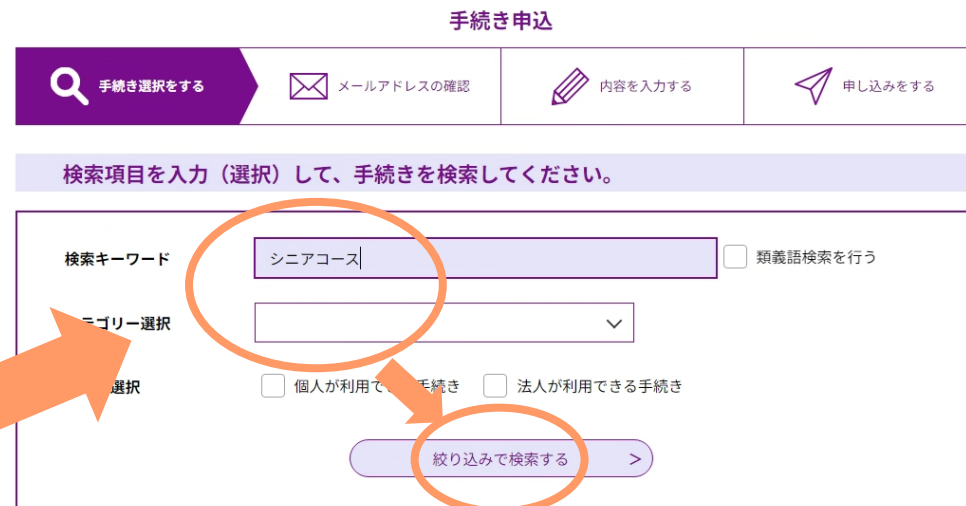 手続き申込
手続き選択をする
メールアドレスの確認
内容を入力する
申し込みをする
検索項目を入力（選択）して、手続きを検索してください。
検索キーワード
シニアコース
類義語検索を行う
テゴリー選択
選択
個人が利用で 手続き
法人が利用できる手続き
絞り込みで検索する >